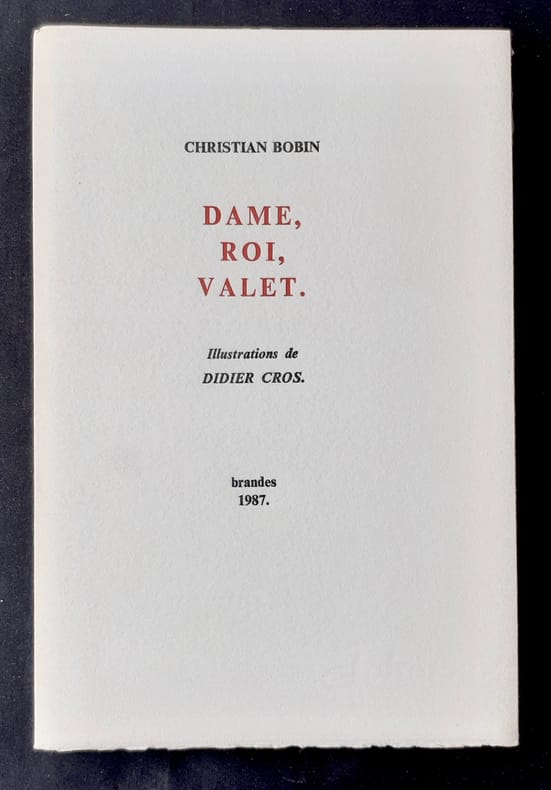 CHRISTIAN BOBIN
DAME,
ROI,
VALET.
Illustrations de
DIDIER CROS.
brandes
1987.